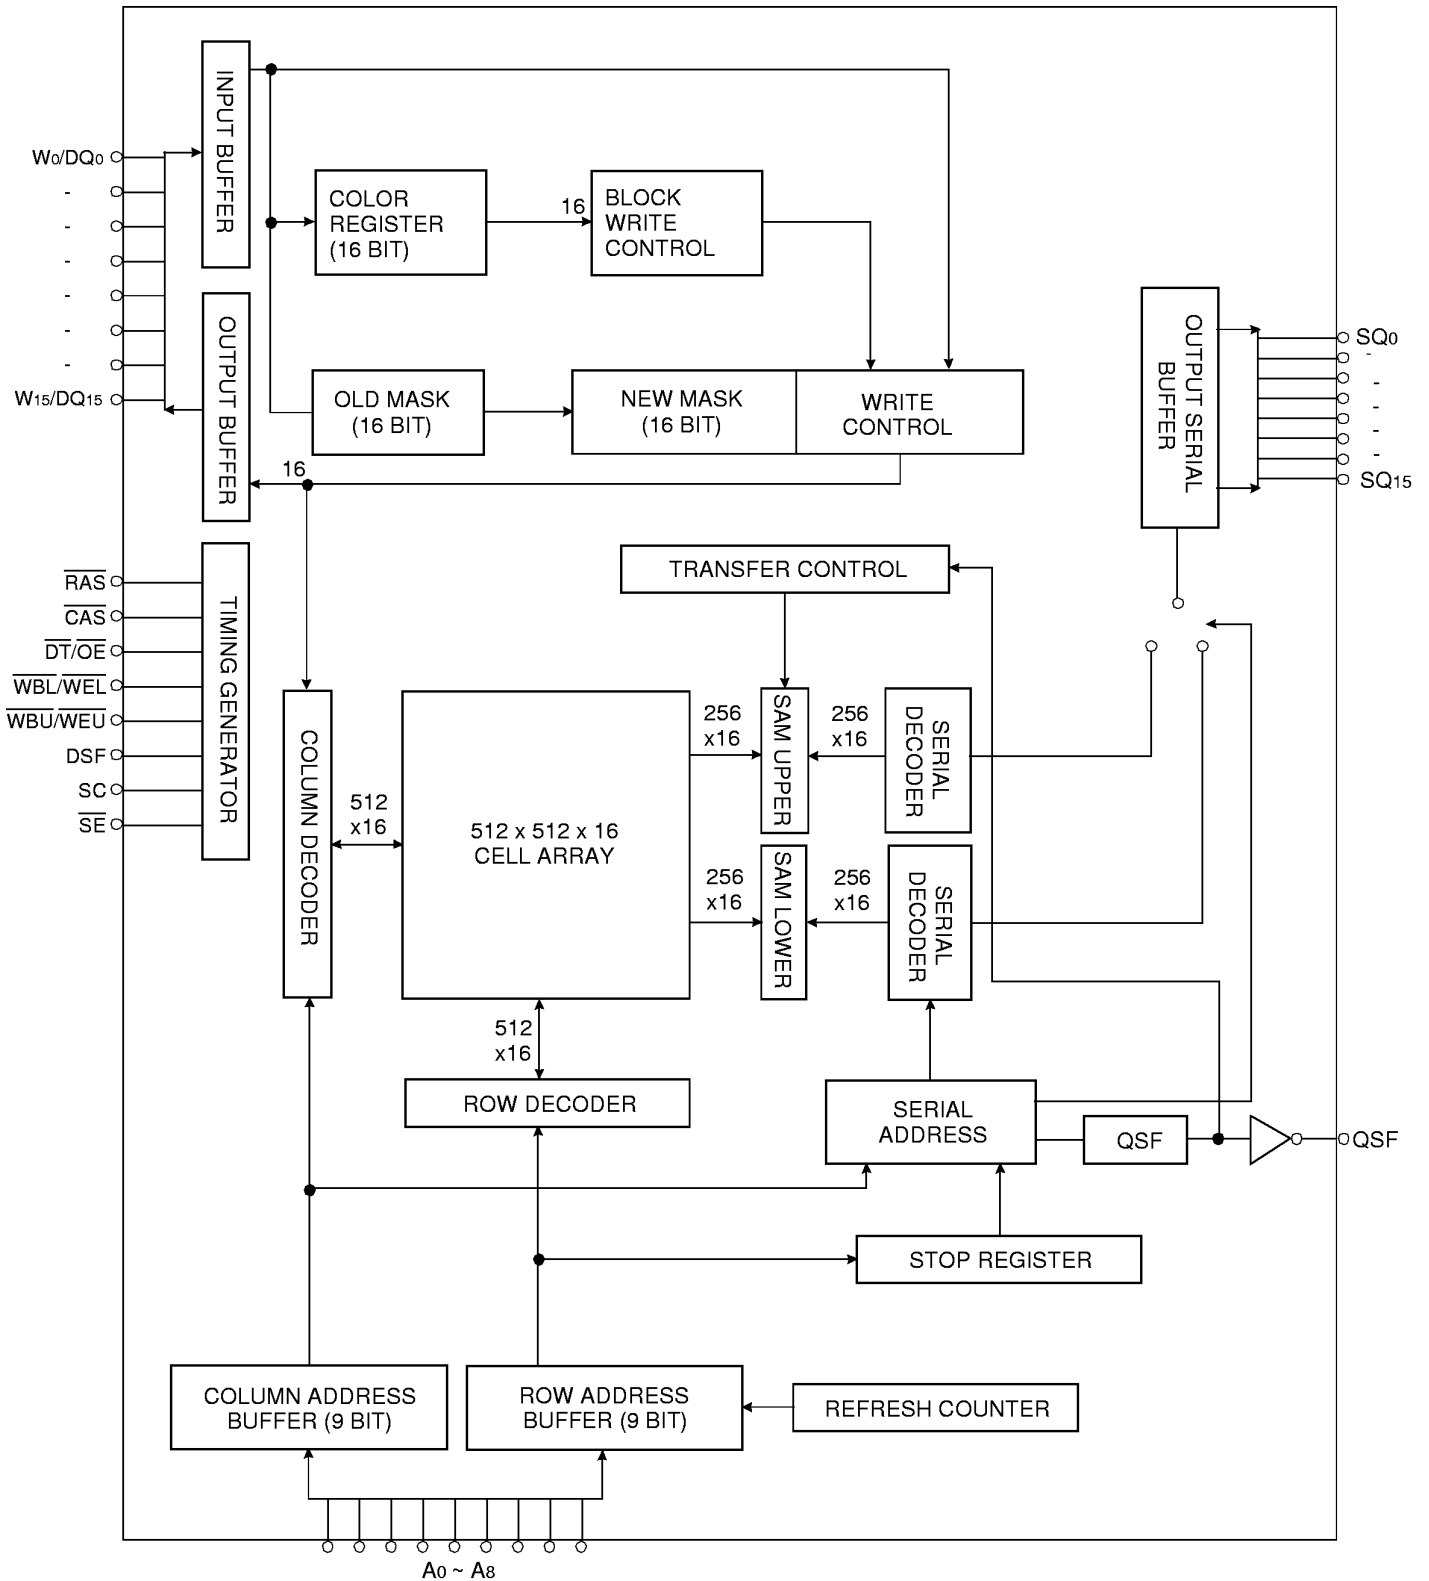 INPUT BUFFER
W0/DQ0
-
-
-
-
-
-
W15/DQ15
COLOR
REGISTER
(16 BIT)
16
BLOCK
WRITE
CONTROL
OUTPUT BUFFER
OLD MASK
(16 BIT)
NEW MASK
(16 BIT)
WRITE
CONTROL
16
OUTPUT SERIAL
BUFFER
SQ0
-
-
-
-
-
SQ15
TRANSFER CONTROL
RAS
CAS
DT/OE
WBL/WEL
WBU/WEU
DSF
SC
SE
TIMING GENERATOR
COLUMN DECODER
512
x16
512 x 512 x 16
CELL ARRAY
256
x16
SAM UPPER
256
x16
SERIAL
DECODER
256
x16
SAM LOWER
256
x16
SERIAL
DECODER
512
x16
ROW DECODER
SERIAL
ADDRESS
QSF
QSF
STOP REGISTER
COLUMN ADDRESS
BUFFER (9 BIT)
ROW ADDRESS
BUFFER (9 BIT)
REFRESH COUNTER
A0 ~ A8